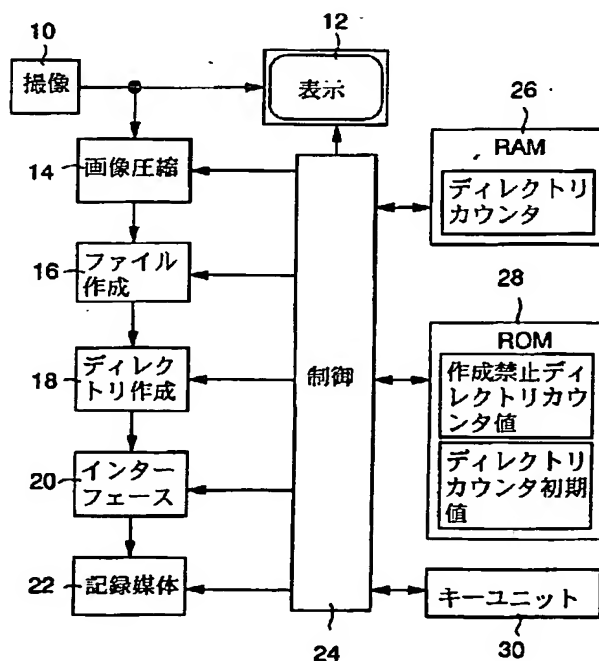 10
撮像
12
表示
26
RAM
ディレクトリ
カウンタ
14
画像圧縮
16
ファイル
作成
18
ディレク
トリ作成
制御
28
ROM
作成禁止ディ
レクトリカウ
ンタ値
ディレクトリ
カウンタ初期
値
20
インター
フェース
22
記録媒体
24
キーユニット
30